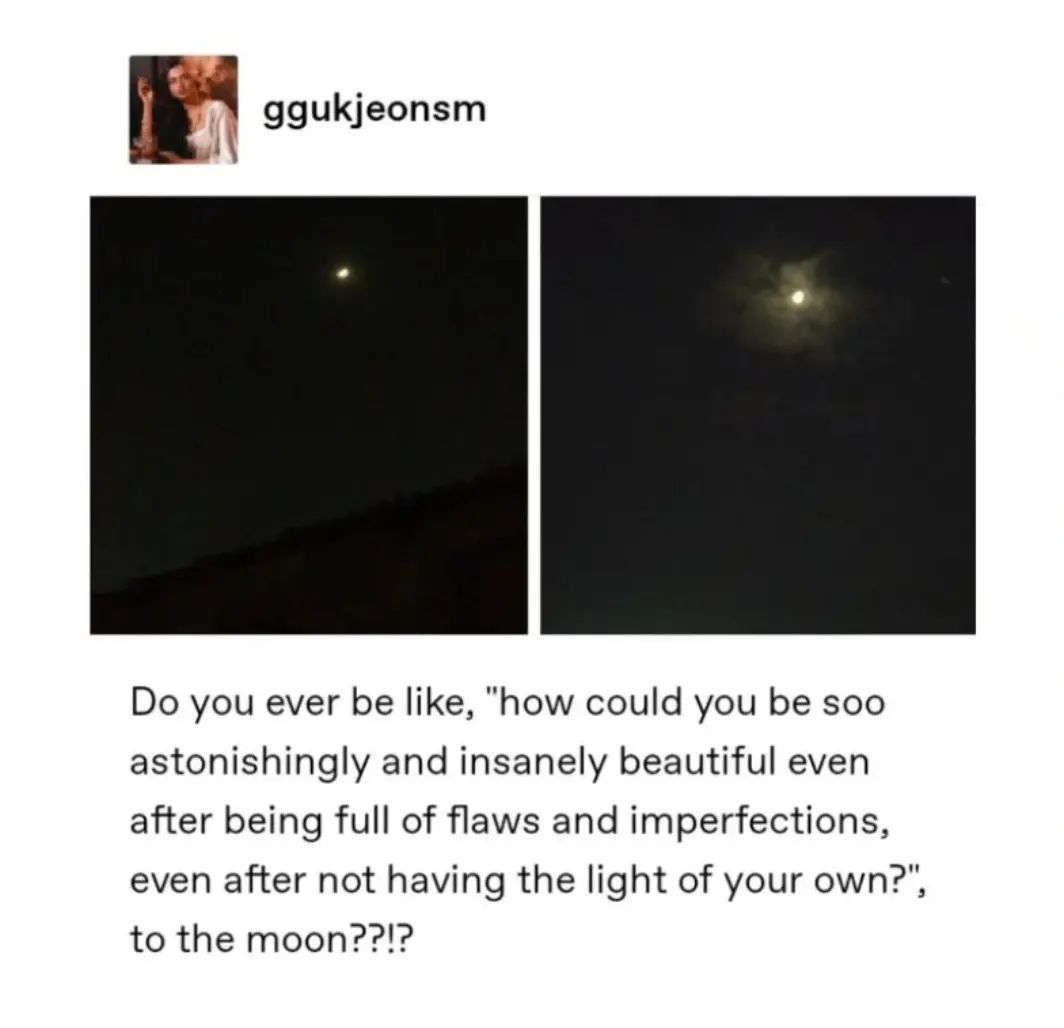 ggukjeonsm
Do you ever be like, "how could you be soo
astonishingly and insanely beautiful even
after being full of flaws and imperfections,
even after not having the light of your own?",
to the moon??!?